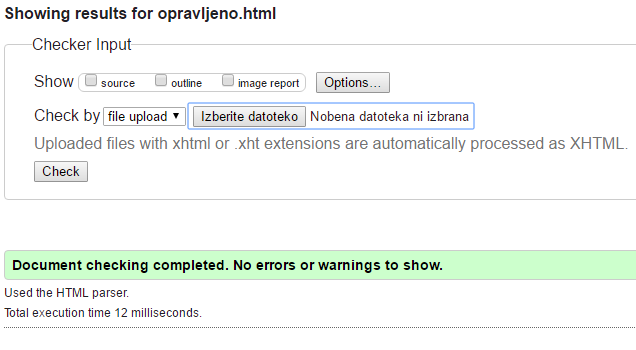 Showing results for opravljeno.html
Checker Input
Show source outline image report Options...
Check by file upload Izberite datoteko Nobena datoteka ni izbrana
Uploaded files with xhtml or .xht extensions are automatically processed as XHTML.
Check
Document checking completed. No errors or warnings to show.
Used the HTML parser.
Total execution time 12 milliseconds.